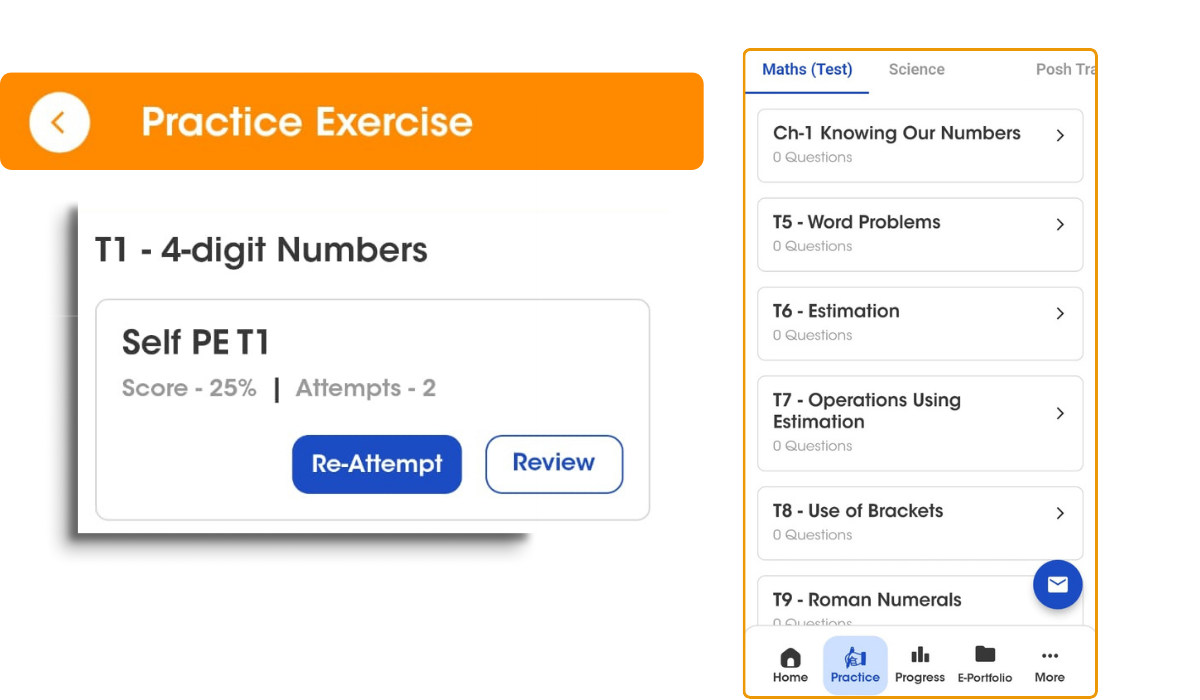 Practice Exercise
T1 - 4-digit Numbers
Self PE T1
Score - 25% | Attempts - 2
Re-Attempt Review
Maths (Test) Science Posh Tra
Ch-1 Knowing Our Numbers
0 Questions
T5 - Word Problems
0 Questions
T6 - Estimation
0 Questions
T7 - Operations Using
Estimation
0 Questions
T8 - Use of Brackets
0 Questions
T9 - Roman Numerals
0 Questions
Home Practice Progress E-Portfolio More